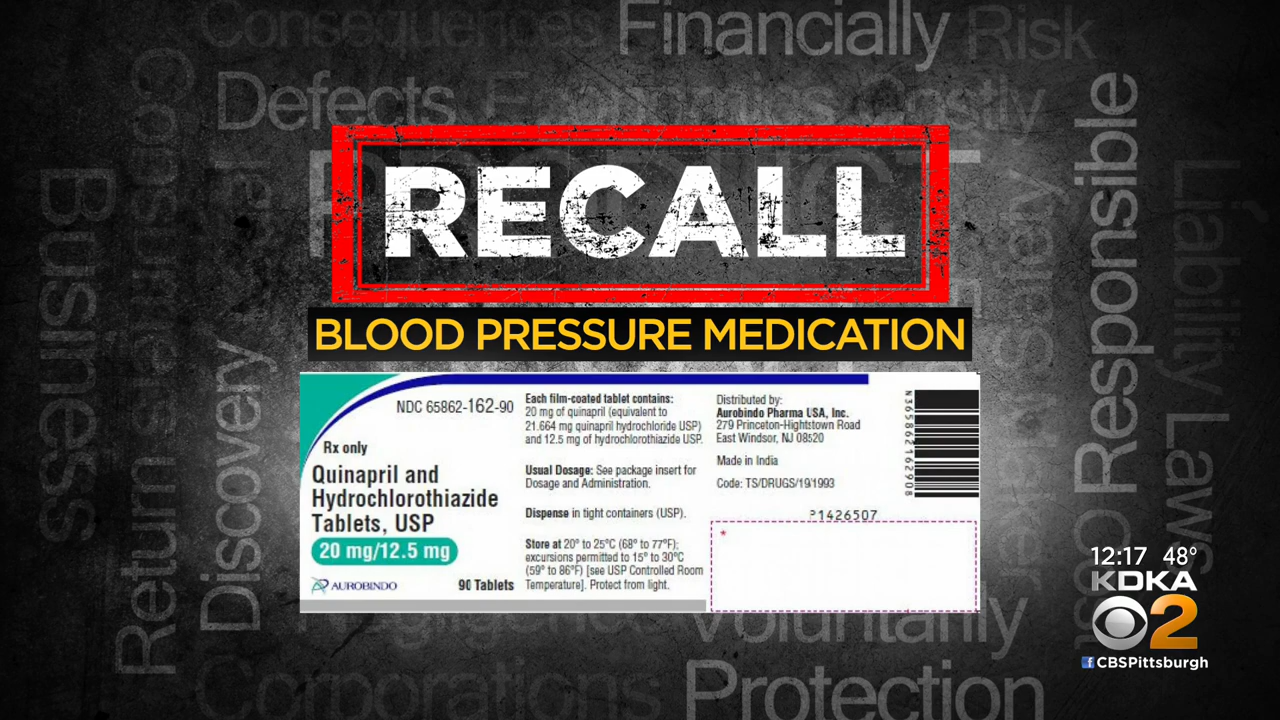 Consequences Financially Risk
Defects Economics Costly
RECALL
BLOOD PRESSURE MEDICATION
NDC 65862-162-90
Rx only
Quinapril and
Hydrochlorothiazide
Tablets, USP
20 mg/12.5 mg
AUROBINDO
90 Tablets
Each film-coated tablet contains:
20 mg of quinapril (equivalent to
21.664 mg quinapril hydrochloride USP)
and 12.5 mg of hydrochlorothiazide USP.
Usual Dosage: See package insert for
Dosage and Administration.
Dispense in tight containers (USP).
Store at 20° to 25°C (68° to 77°F);
excursions permitted to 15° to 30°C
(59° to 86°F) [see USP Controlled Room
Temperature]. Protect from light.
Distributed by:
Aurobindo Pharma USA, Inc.
279 Princeton-Hightstown Road
East Windsor, NJ 08520
Made in India
Code: TS/DRUGS/19/1993
P1426507
*
N365862162908
Business
Return
Discovery
Responsible
Liability Laws
Voluntarily
Corporations Protection
12:17 48°
KDKA
2
f CBSPittsburgh